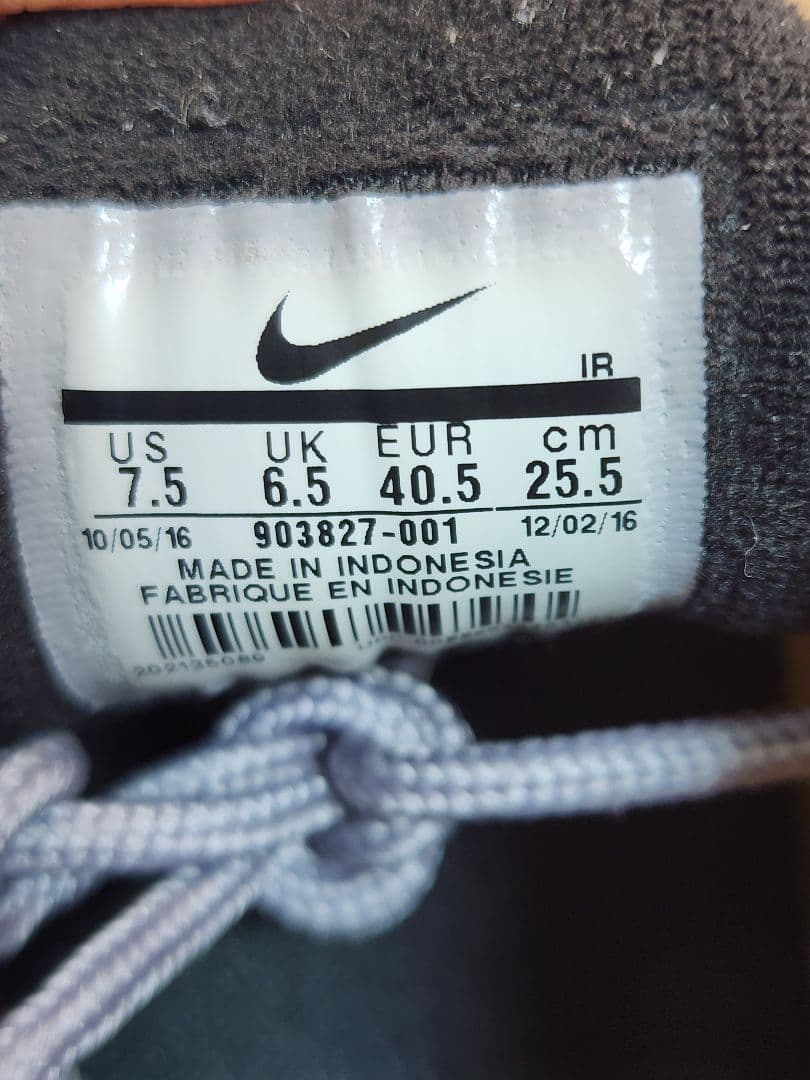 IR
US UK EUR cm
7.5 6.5 40.5 25.5
10/05/16 903827-001 12/02/16
MADE IN INDONESIA
FABRIQUE EN INDONESIE